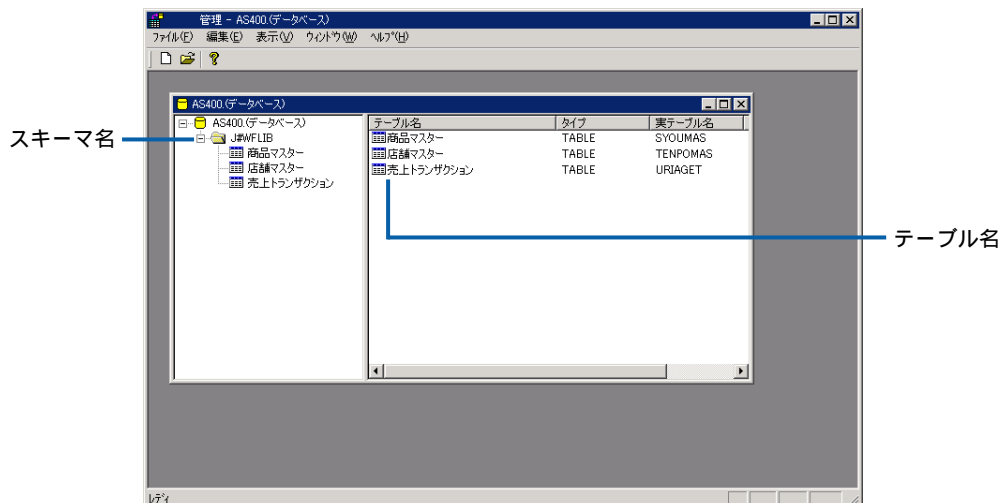 管理 - AS400.(データベース)
ファイル(F) 編集(E) 表示(V) ウィンドウ(W) ヘルプ(H)
AS400.(データベース)
AS400.(データベース)
J#WFLIB
商品マスター
店舗マスター
売上トランザクション
テーブル名 タイプ 実テーブル名
商品マスター TABLE SYOUMAS
店舗マスター TABLE TENPOMAS
売上トランザクション TABLE URIAGET
スキーマ名
テーブル名
レディ